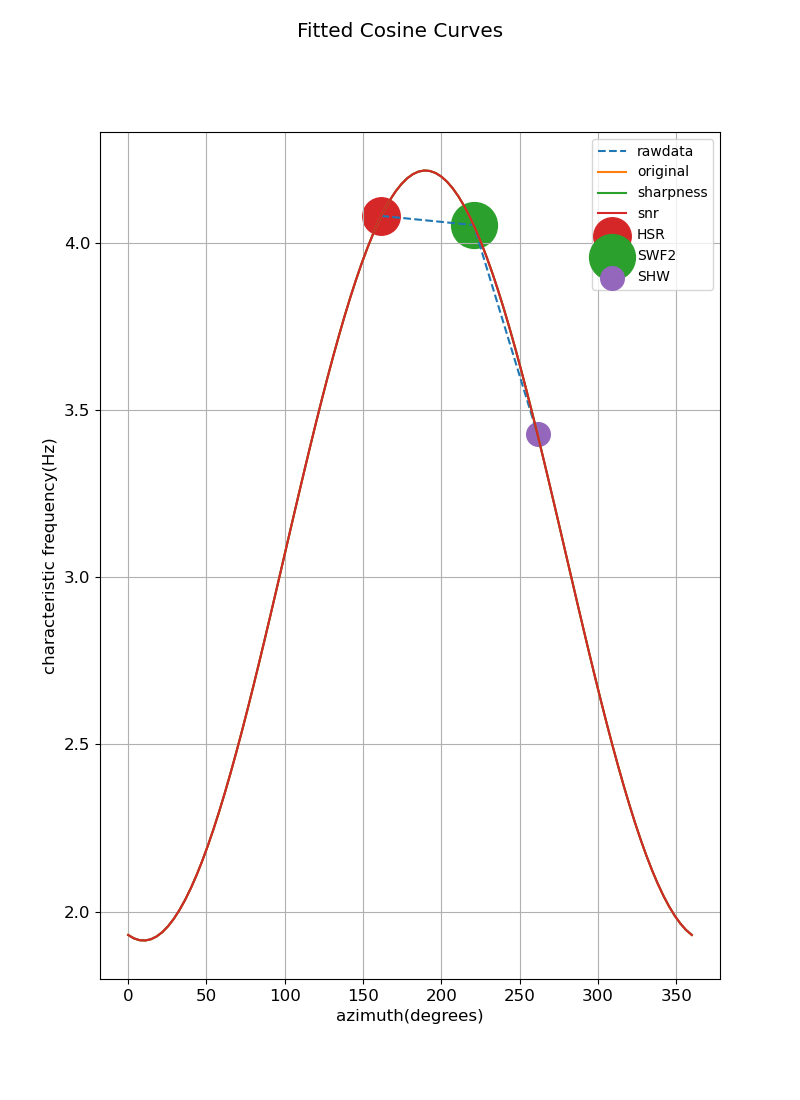 Fitted Cosine Curves
rawdata
original
sharpness
snr
HSR
SWF2
SHW
4.0
3.5
3.0
2.5
2.0
characteristic frequency(Hz)
0 50 100 150 200 250 300 350
azimuth(degrees)